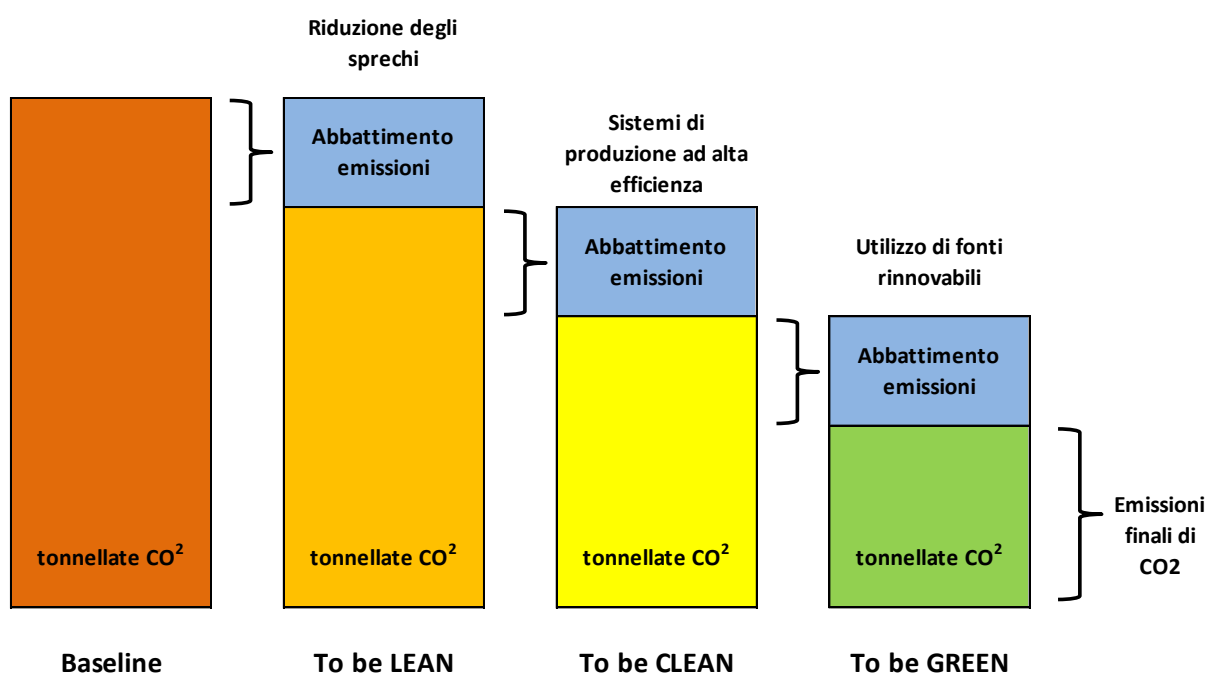 Riduzione degli
sprechi
Abbattimento
emissioni
Sistemi di
produzione ad alta
efficienza
Abbattimento
emissioni
Utilizzo di fonti
rinnovabili
Abbattimento
emissioni
tonnellate CO²
tonnellate CO²
tonnellate CO²
tonnellate CO²
Emissioni
finali di
CO2
Baseline
To be LEAN
To be CLEAN
To be GREEN